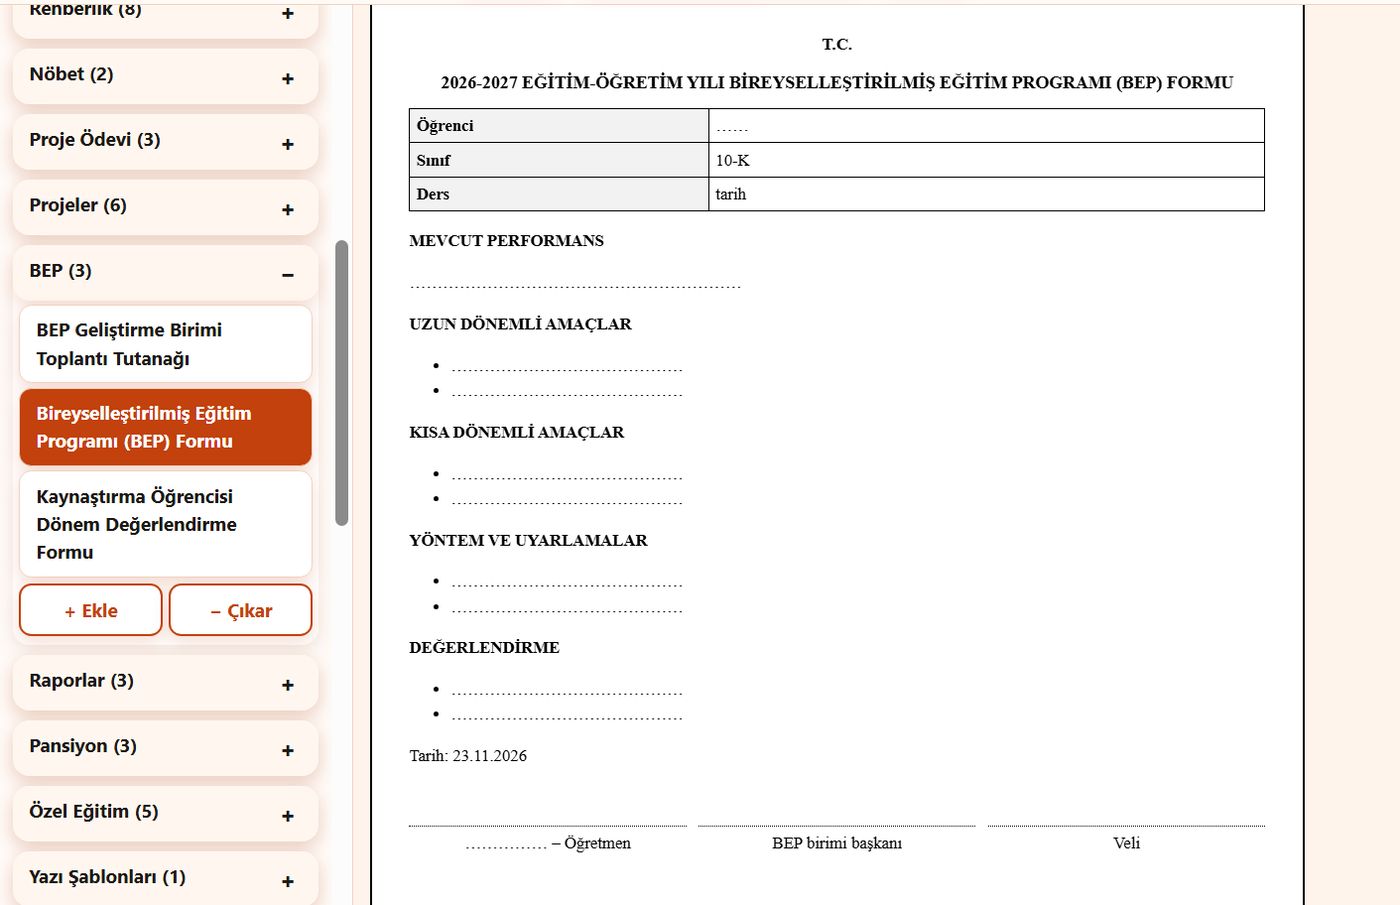 Rehberlik (8)
+
Nöbet (2)
+
Proje Ödevi (3)
+
Projeler (6)
+
BEP (3)
–
BEP Geliştirme Birimi
Toplantı Tutanağı
Bireyselleştirilmiş Eğitim
Programı (BEP) Formu
Kaynaştırma Öğrencisi
Dönem Değerlendirme
Formu
+ Ekle
– Çıkar
Raporlar (3)
+
Pansiyon (3)
+
Özel Eğitim (5)
+
Yazı Şablonları (1)
+
T.C.
2026-2027 EĞİTİM-ÖĞRETİM YILI BİREYSELLEŞTİRİLMİŞ EĞİTİM PROGRAMI (BEP) FORMU
Öğrenci ......
Sınıf 10-K
Ders tarih
MEVCUT PERFORMANS
............................................................
UZUN DÖNEMLİ AMAÇLAR
• ..........................................
• ..........................................
KISA DÖNEMLİ AMAÇLAR
• ..........................................
• ..........................................
YÖNTEM VE UYARLAMALAR
• ..........................................
• ..........................................
DEĞERLENDİRME
• ..........................................
• ..........................................
Tarih: 23.11.2026
............... – Öğretmen
BEP birimi başkanı
Veli